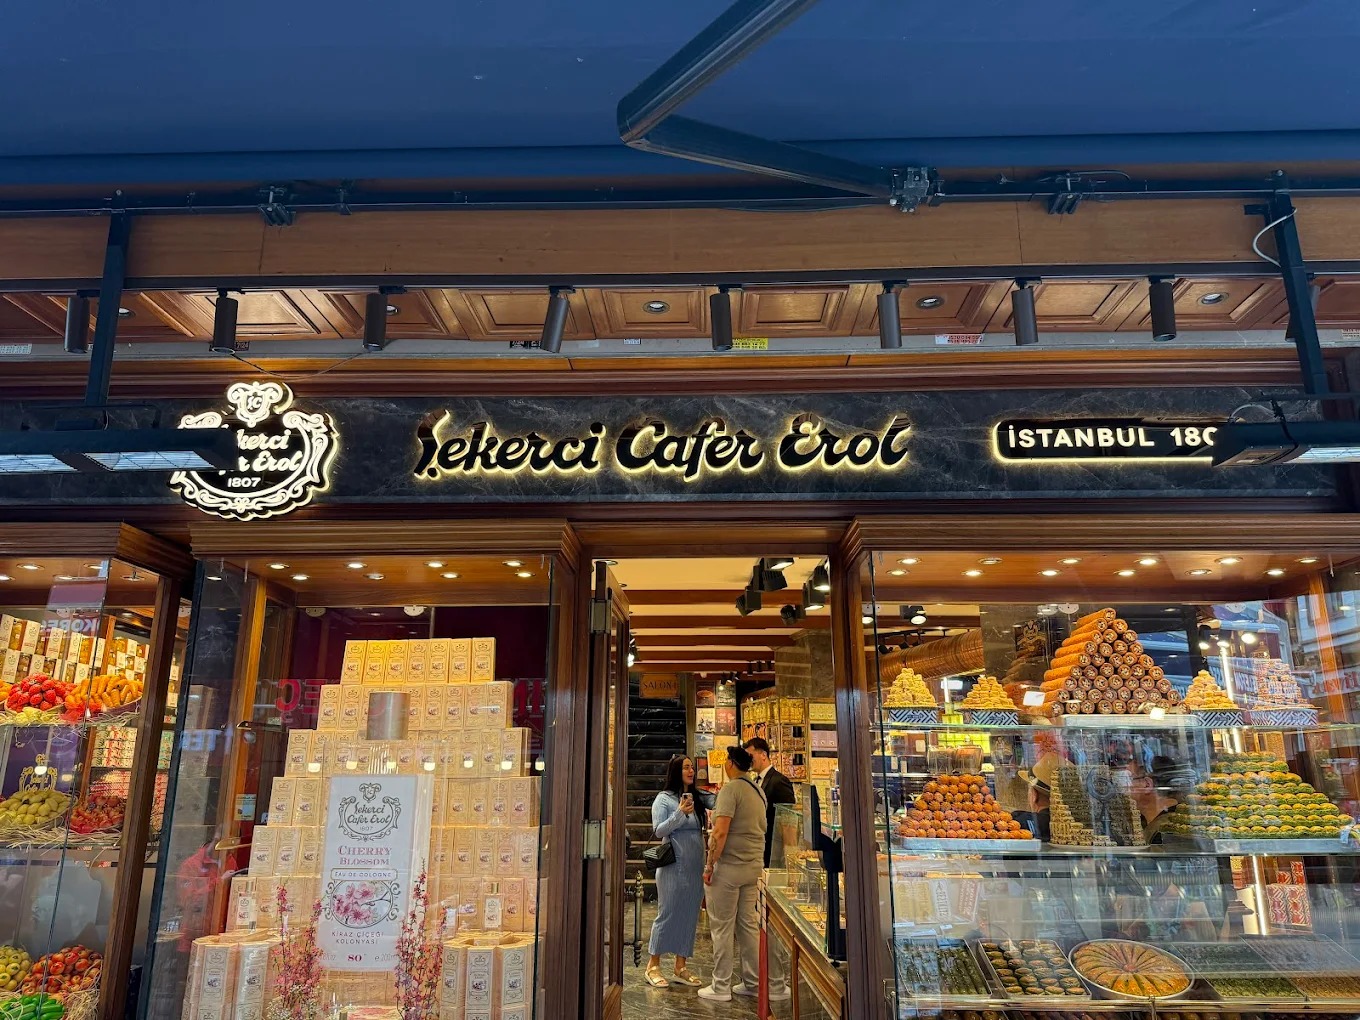 Şekerci Cafer Erol
İSTANBUL 180
1807
Şekerci
Cafer Erol
1807
CHERRY
BLOSSOM
EAU DE COLOGNE
KİRAZ ÇİÇEĞİ
KOLONYASI
80°